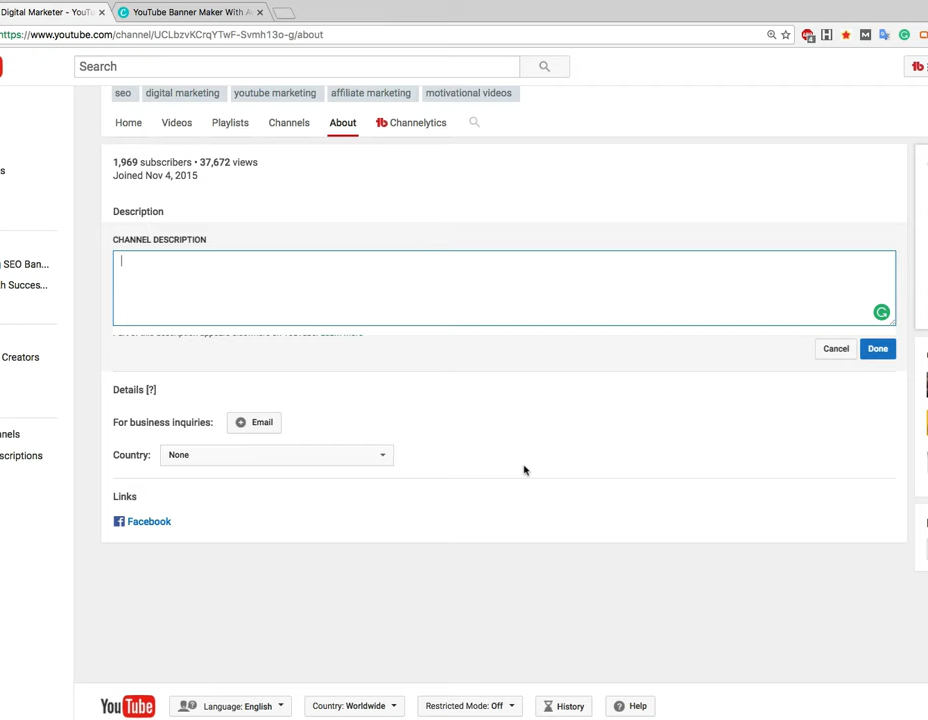 Digital Marketer - YouT
YouTube Banner Maker With A
https://www.youtube.com/channel/UCLbzvKCrqYTwF-Svmh13o-g/about
Search
seo digital marketing youtube marketing affiliate marketing motivational videos
Home Videos Playlists Channels About Channelytics
1,969 subscribers • 37,672 views
Joined Nov 4, 2015
Description
CHANNEL DESCRIPTION
Cancel Done
Details [?]
For business inquiries: Email
Country: None
Links
Facebook
SEO Ban...
h Succes...
Creators
nnels
scriptions
YouTube Language: English Country: Worldwide Restricted Mode: Off History Help